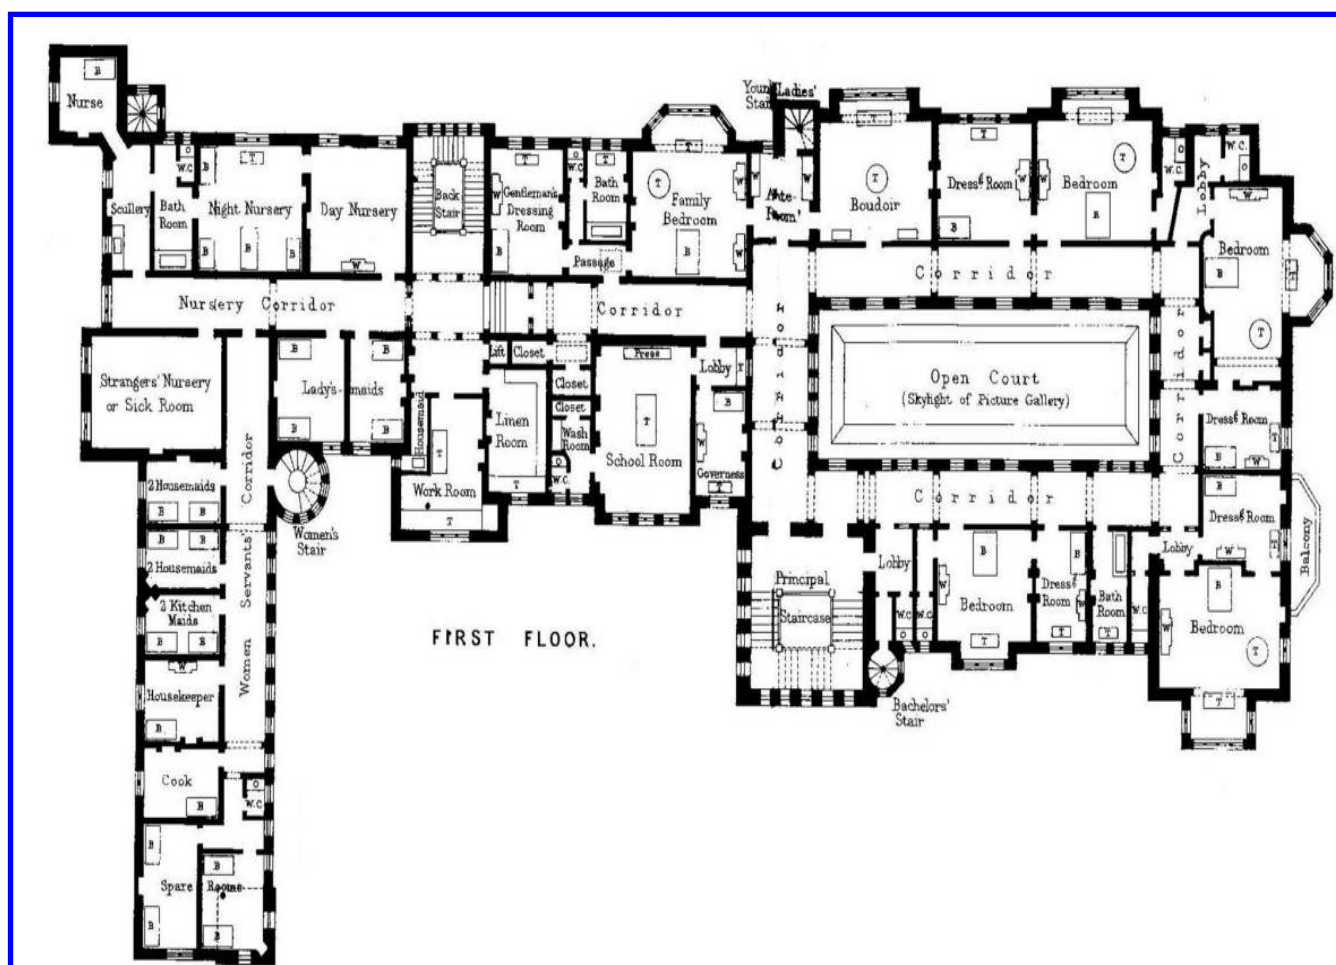 Nurse
B
Young Ladies'
Stair
Scullery
Bath
Room
W.C
B
T
Night Nursery
B
B
B
Day Nursery
W
Back
Stair
T
W
Gentleman's
Dressing
Room
B
W.C
T
Bath
Room
Passage
T
T
Family
Bedroom
W
B
W
W
W
Ante-
Room
T
T
Boudoir
T
Dressg Room
W
B
W
T
T
Bedroom
B
W.C
Lobby
W.C.
W
Bedroom
B
T
T
Nursery Corridor
Corridor
Corridor
Corridor
Corridor
Strangers' Nursery
or Sick Room
B
Lady's-maids
B
B
B
Housemaid
Lift
Closet
Closet
Closet
Linen
Room
T
Wash
Room
W.C
Press
T
School Room
Lobby
T
B
W
Governess
T
Open Court
(Skylight of Picture Gallery)
Dressg Room
T
B
W
Work Room
T
Women's
Stair
Women Servants' Corridor
2 Housemaids
B
B
B
B
2 Housemaids
2 Kitchen
Maids
B
B
W
Housekeeper
B
Cook
B
W.C
B
B
Spare Rooms
B
B
FIRST FLOOR.
Principal
Staircase
Corridor
Lobby
W.C
W.C
Bachelors'
Stair
B
W
Bedroom
T
B
Dressg
Room
W
T
Bath
Room
T
W.C
Lobby
B
Dressg Room
W
T
Balcony
B
W
Bedroom
T
T